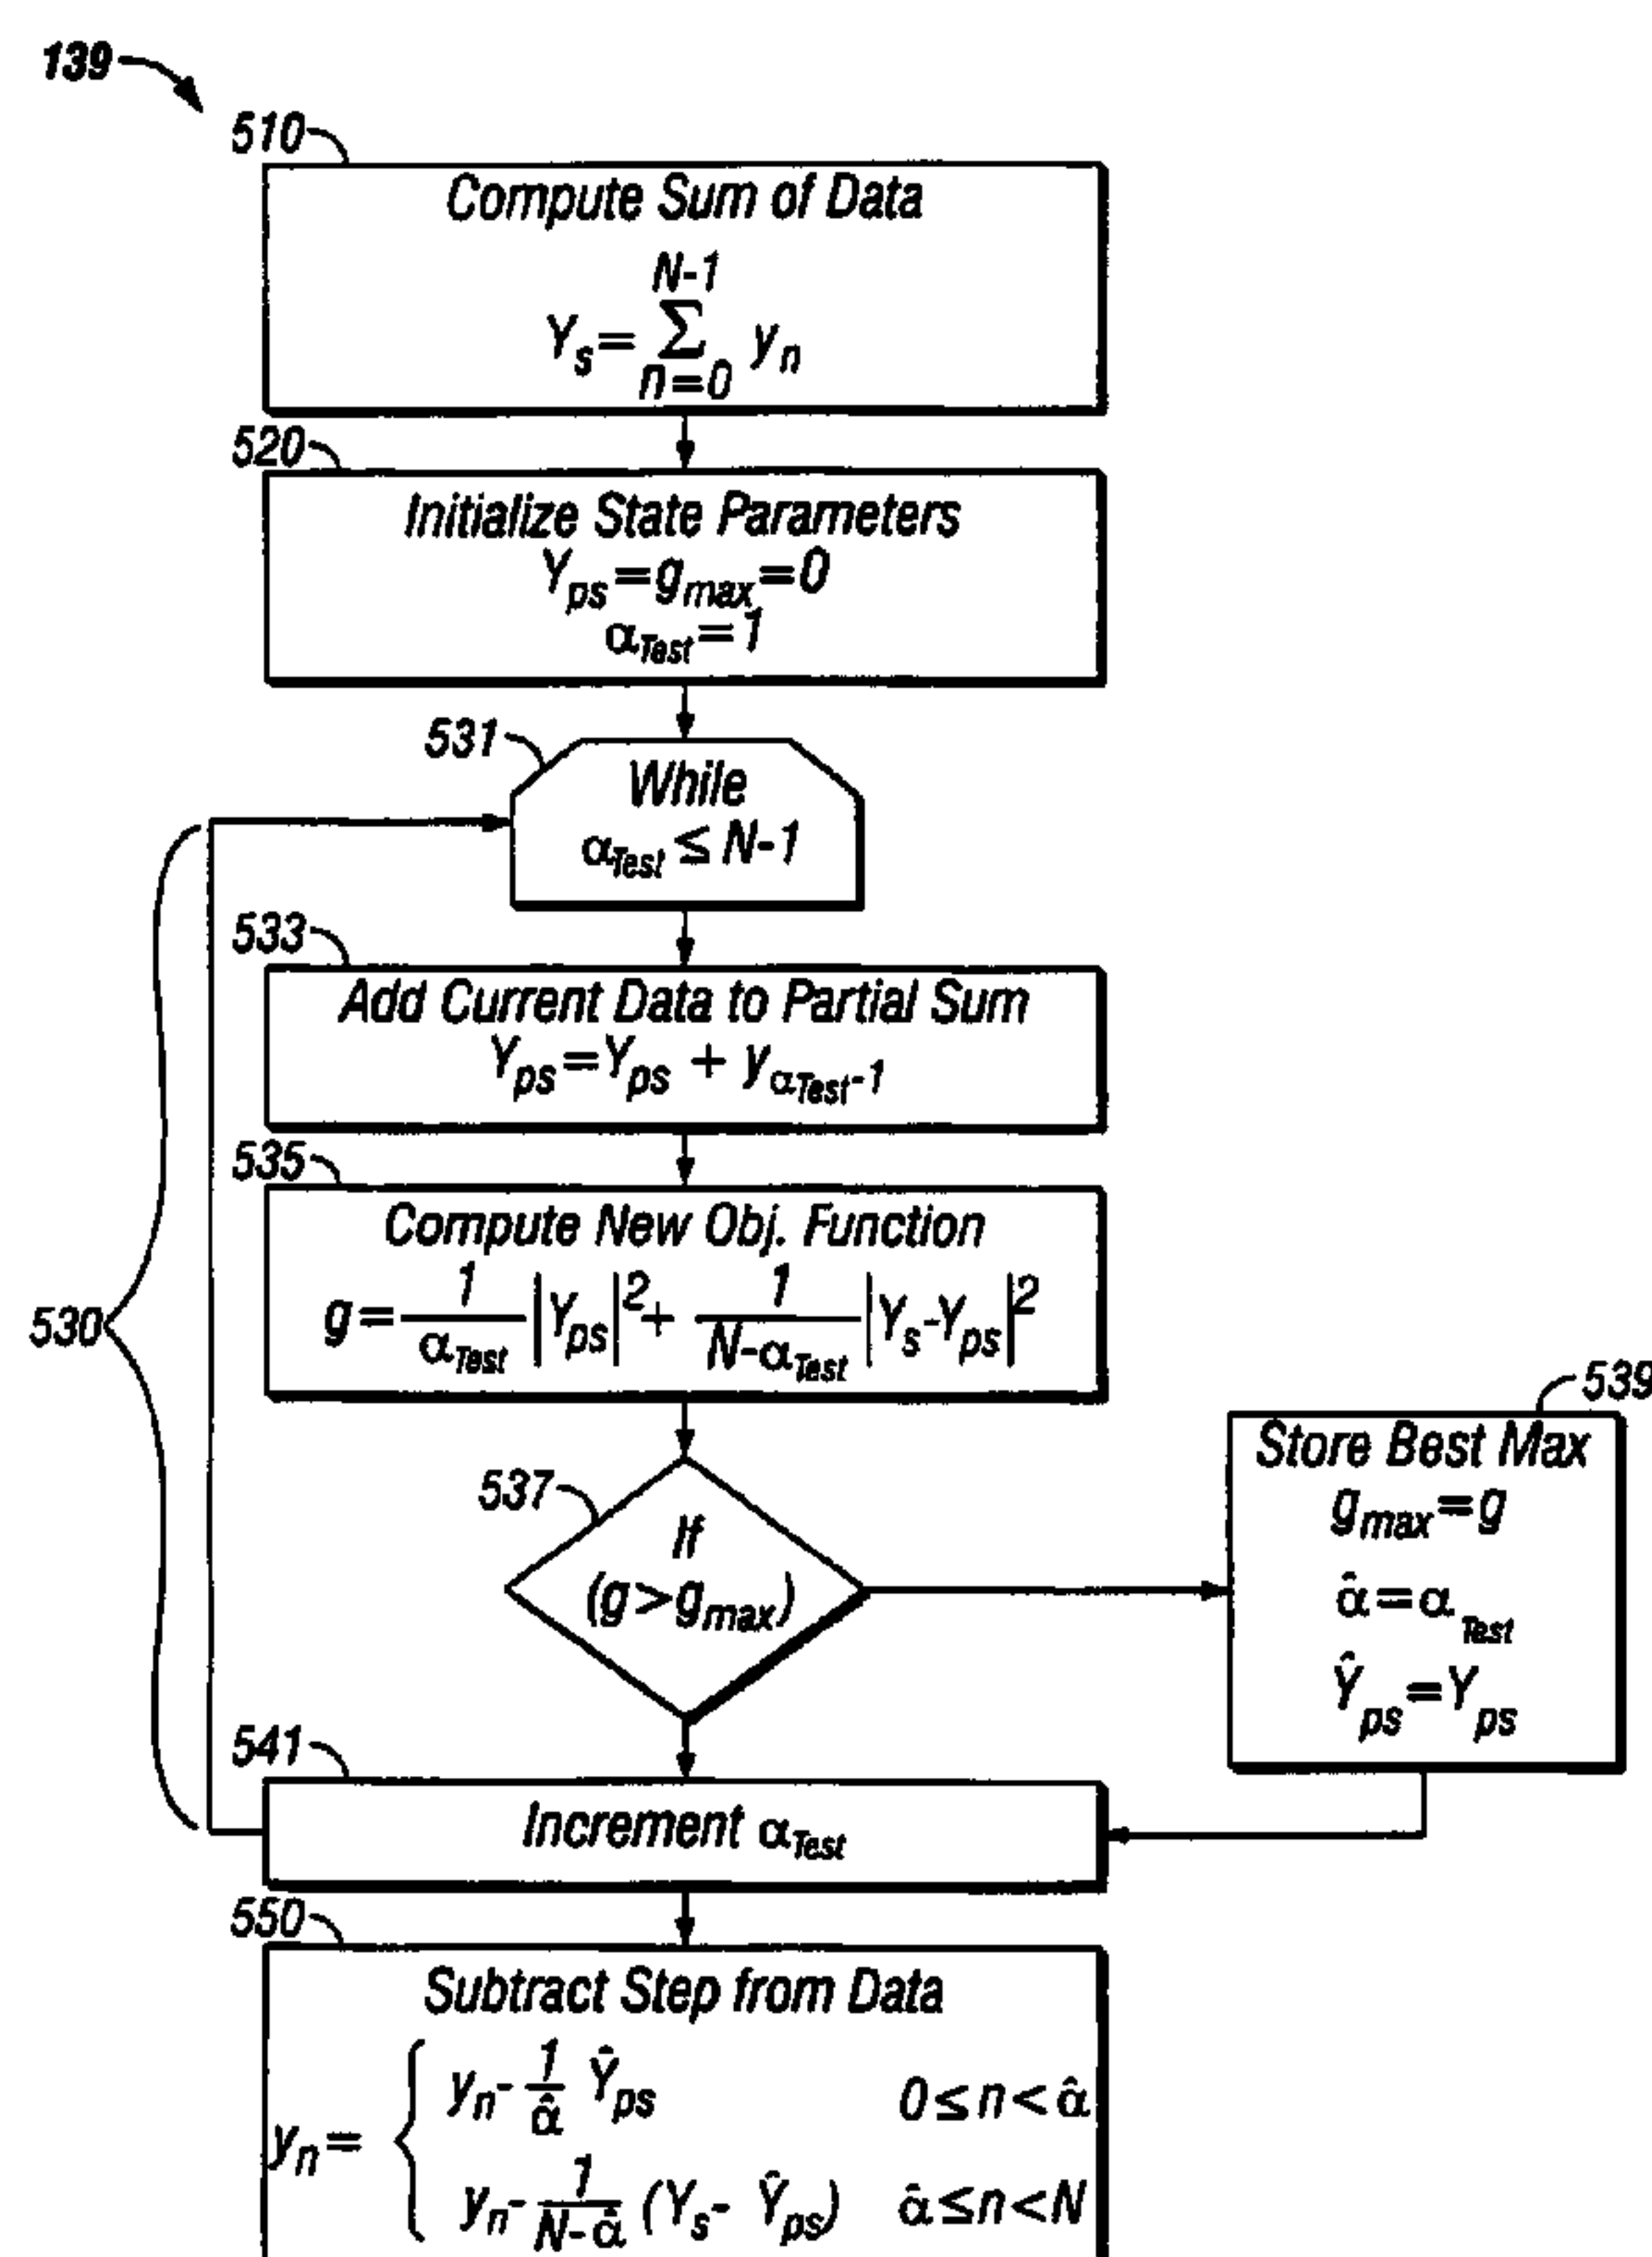 139
510
Compute Sum of Data
N-1
Y_s = Σ y_n
n=0
520
Initialize State Parameters
Y_ps = g_max = 0
α_Test = 1
531
While
α_Test ≤ N-1
533
Add Current Data to Partial Sum
Y_ps = Y_ps + y_α_Test-1
535
Compute New Obj. Function
g = 1/α_Test |Y_ps|² + 1/(N-α_Test) |Y_s-Y_ps|²
530
537
If
(g > g_max)
539
Store Best Max
g_max = g
α̂ = α_Test
Ŷ_ps = Y_ps
541
Increment α_Test
550
Subtract Step from Data
y_n = {
y_n - 1/α̂ Ŷ_ps 0 ≤ n < α̂
y_n - 1/(N-α̂) (Y_s - Ŷ_ps) α̂ ≤ n < N